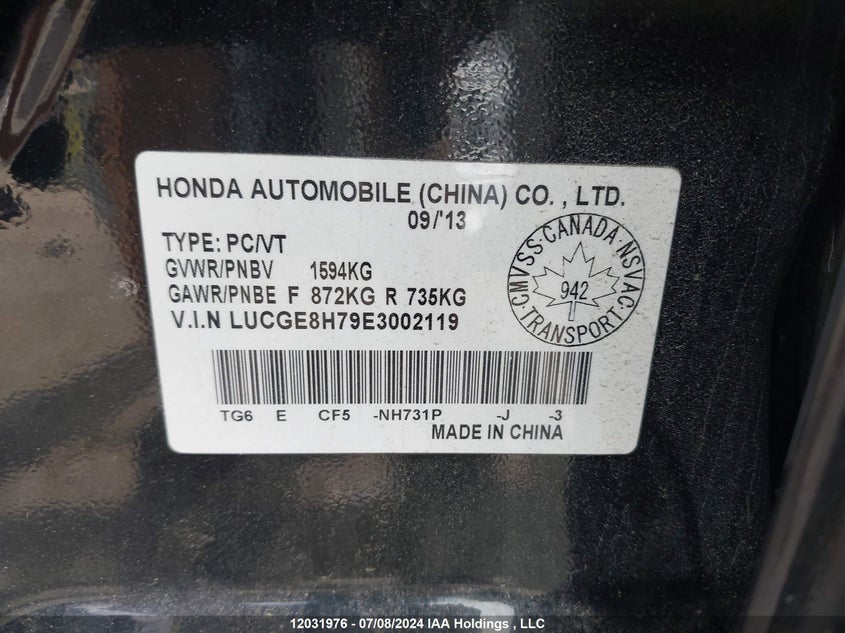 HONDA AUTOMOBILE (CHINA) CO. , LTD.
09/'13
TYPE: PC/VT
GVWR/PNBV 1594KG
GAWR/PNBE F 872KG R 735KG
V.I.N LUCGE8H79E3002119
CMVSS·CANADA·NSVAC·TRANSPORT·
942
TG6 E CF5 -NH731P -J -3
MADE IN CHINA
12031976 - 07/08/2024 IAA Holdings , LLC